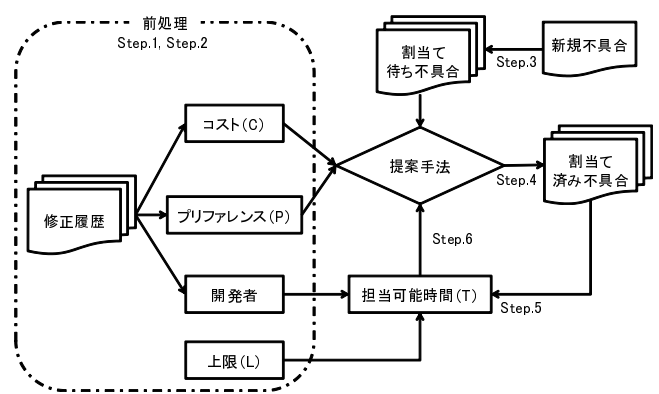 前処理
Step.1, Step.2
割当て
待ち不具合
Step.3
新規不具合
コスト(C)
提案手法
Step.4
割当て
済み不具合
修正履歴
プリファレンス(P)
Step.6
開発者
担当可能時間(T)
Step.5
上限(L)